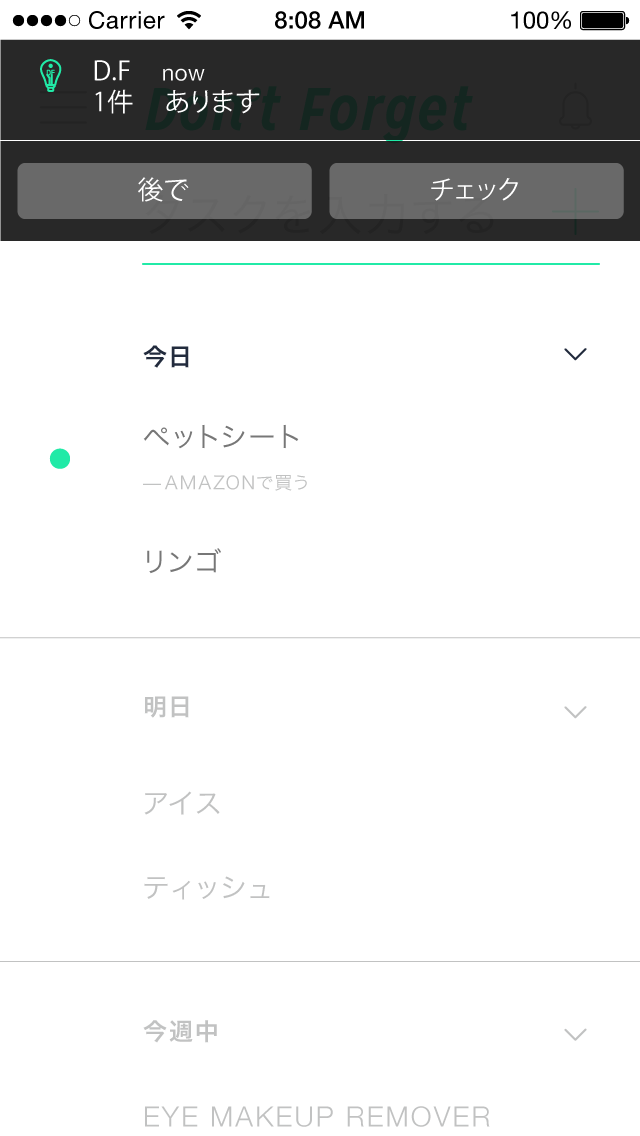 Carrier 8:08 AM 100%
D.F now
1件 あります
Don't Forget
後で チェック
タスクを入力する
今日
ペットシート
—AMAZONで買う
リンゴ
明日
アイス
ティッシュ
今週中
EYE MAKEUP REMOVER